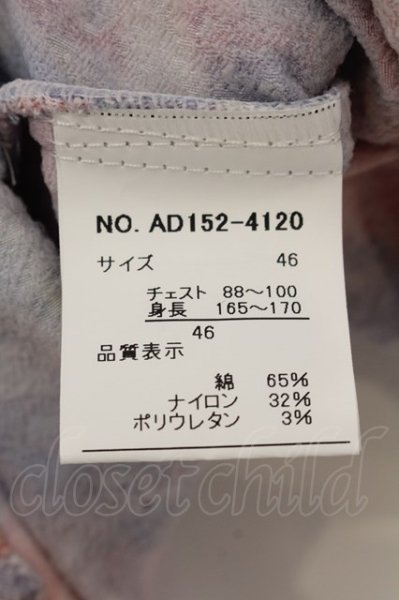 NO. AD152-4120
サイズ 46
チェスト 88～100
身長 165～170
46
品質表示
綿 65%
ナイロン 32%
ポリウレタン 3%
closet child